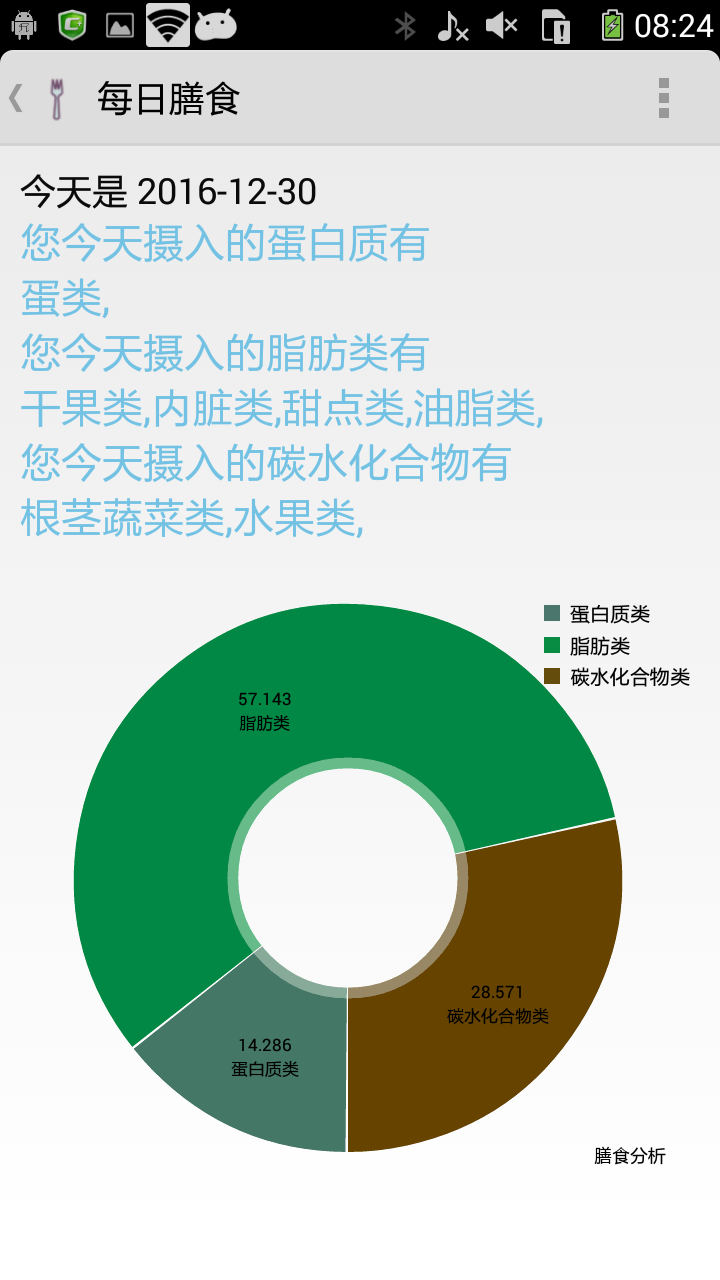 08:24
每日膳食
今天是 2016-12-30
您今天摄入的蛋白质有
蛋类,
您今天摄入的脂肪类有
干果类,内脏类,甜点类,油脂类,
您今天摄入的碳水化合物有
根茎蔬菜类,水果类,
蛋白质类
脂肪类
碳水化合物类
57.143
脂肪类
28.571
碳水化合物类
14.286
蛋白质类
膳食分析